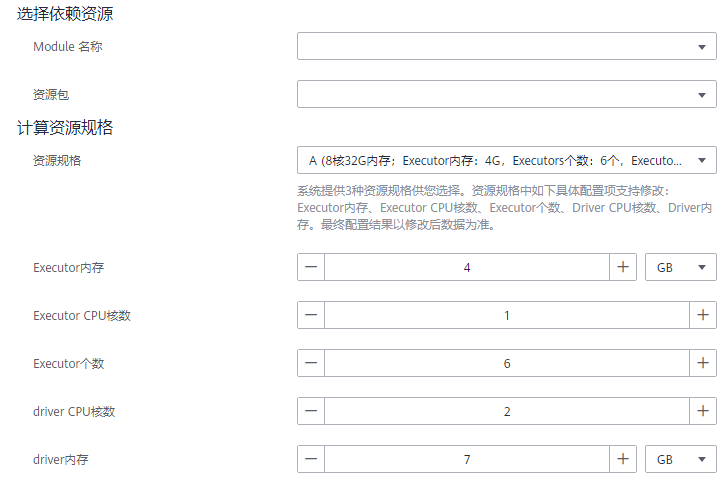 选择依赖资源
Module 名称
资源包
计算资源规格
资源规格
A (8核32G内存；Executor内存：4G，Executors个数：6个，Executo...
系统提供3种资源规格供您选择。资源规格中如下具体配置项支持修改：
Executor内存、Executor CPU核数、Executor个数、Driver CPU核数、Driver内
存。最终配置结果以修改后数据为准。
Executor内存 4 GB
Executor CPU核数 1
Executor个数 6
driver CPU核数 2
driver内存 7 GB